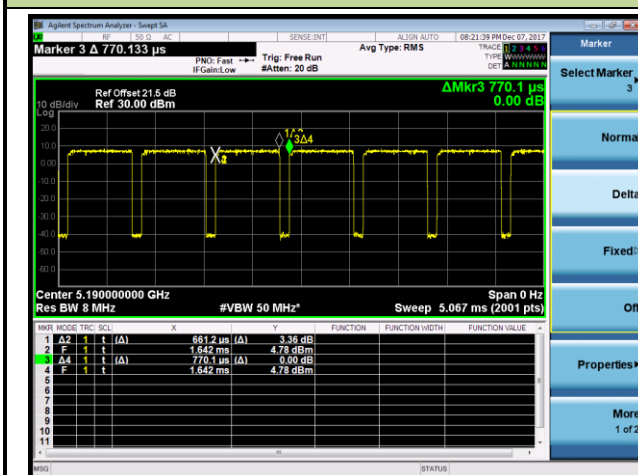 Agilent Spectrum Analyzer - Swept SA
RF 50 Ω AC SENSE:INT ALIGN AUTO 08:21:39 PM Dec 07, 2017
Marker 3 Δ 770.133 µs
PNO: Fast
IFGain:Low
Trig: Free Run
#Atten: 20 dB
Avg Type: RMS
TRACE 1 2 3 4 5 6
TYPE WWWWWW
DET A N N N N N
Ref Offset 21.5 dB
10 dB/div Ref 30.00 dBm
Log
ΔMkr3 770.1 µs
0.00 dB
20.0
10.0
0.00
-10.0
-20.0
-30.0
-40.0
-50.0
-60.0
3Δ4
Center 5.190000000 GHz Span 0 Hz
Res BW 8 MHz #VBW 50 MHz* Sweep 5.067 ms (2001 pts)
MKR MODE TRC SCL X Y FUNCTION FUNCTION WIDTH FUNCTION VALUE
1 Δ2 1 t (Δ) 661.2 µs (Δ) 3.36 dB
2 F 1 t 1.642 ms 4.78 dBm
3 Δ4 1 t (Δ) 770.1 µs (Δ) 0.00 dB
4 F 1 t 1.642 ms 4.78 dBm
5
6
7
8
9
10
11
MSG STATUS
Marker
Select Marker
3
Normal
Delta
Fixed
Off
Properties
More
1 of 2